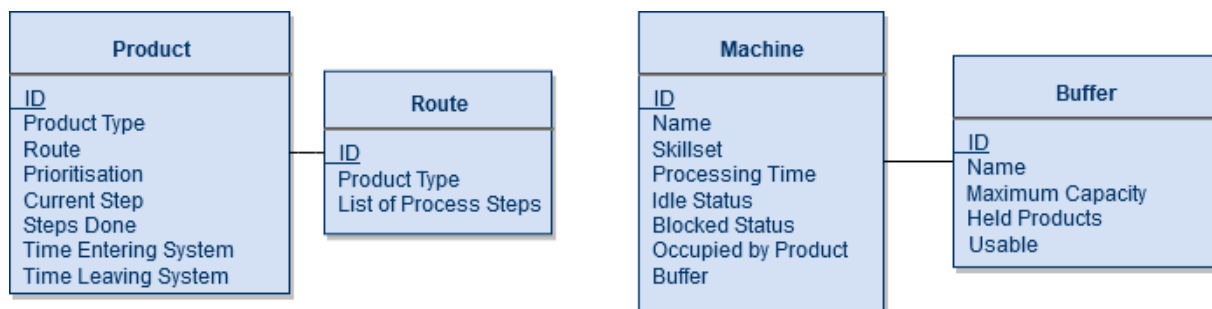 Product
ID
Product Type
Route
Prioritisation
Current Step
Steps Done
Time Entering System
Time Leaving System
Route
ID
Product Type
List of Process Steps
Machine
ID
Name
Skillset
Processing Time
Idle Status
Blocked Status
Occupied by Product
Buffer
Buffer
ID
Name
Maximum Capacity
Held Products
Usable